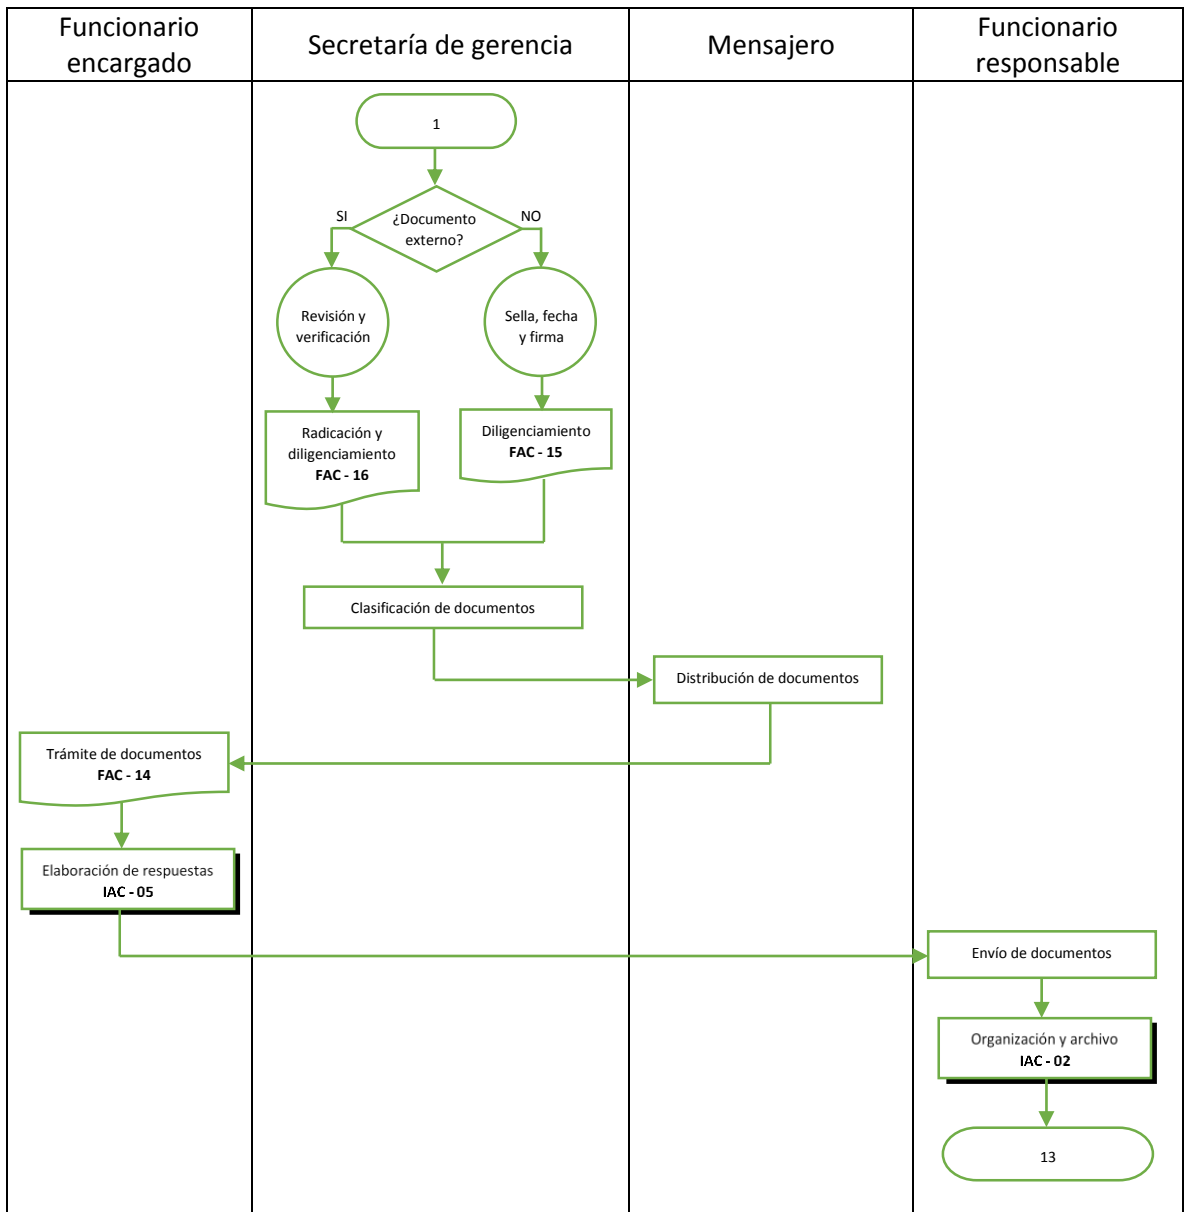 Funcionario
encargado
Secretaría de gerencia
Mensajero
Funcionario
responsable
1
¿Documento
externo?
SI
NO
Revisión y
verificación
Sella, fecha
y firma
Radicación y
diligenciamiento
FAC - 16
Diligenciamiento
FAC - 15
Clasificación de documentos
Distribución de documentos
Trámite de documentos
FAC - 14
Elaboración de respuestas
IAC - 05
Envío de documentos
Organización y archivo
IAC - 02
13